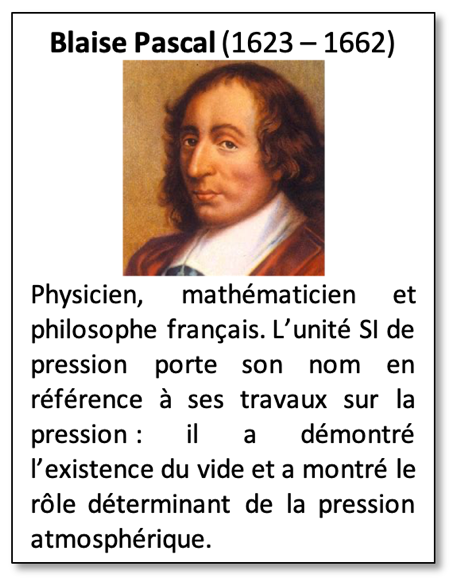 Blaise Pascal (1623 – 1662)
Physicien, mathématicien et
philosophe français. L’unité SI de
pression porte son nom en
référence à ses travaux sur la
pression : il a démontré
l’existence du vide et a montré le
rôle déterminant de la pression
atmosphérique.